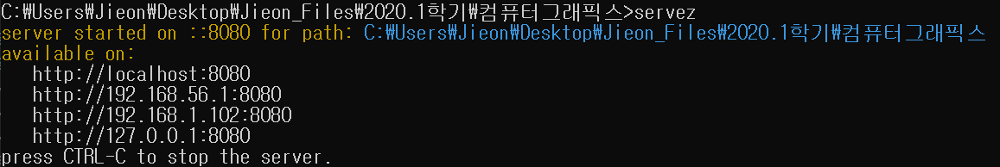 C:₩Users₩Jieon₩Desktop₩Jieon_Files₩2020.1학기₩컴퓨터그래픽스>servez
server started on ::8080 for path: C:₩Users₩Jieon₩Desktop₩Jieon_Files₩2020.1학기₩컴퓨터그래픽스
available on:
http://localhost:8080
http://192.168.56.1:8080
http://192.168.1.102:8080
http://127.0.0.1:8080
press CTRL-C to stop the server.